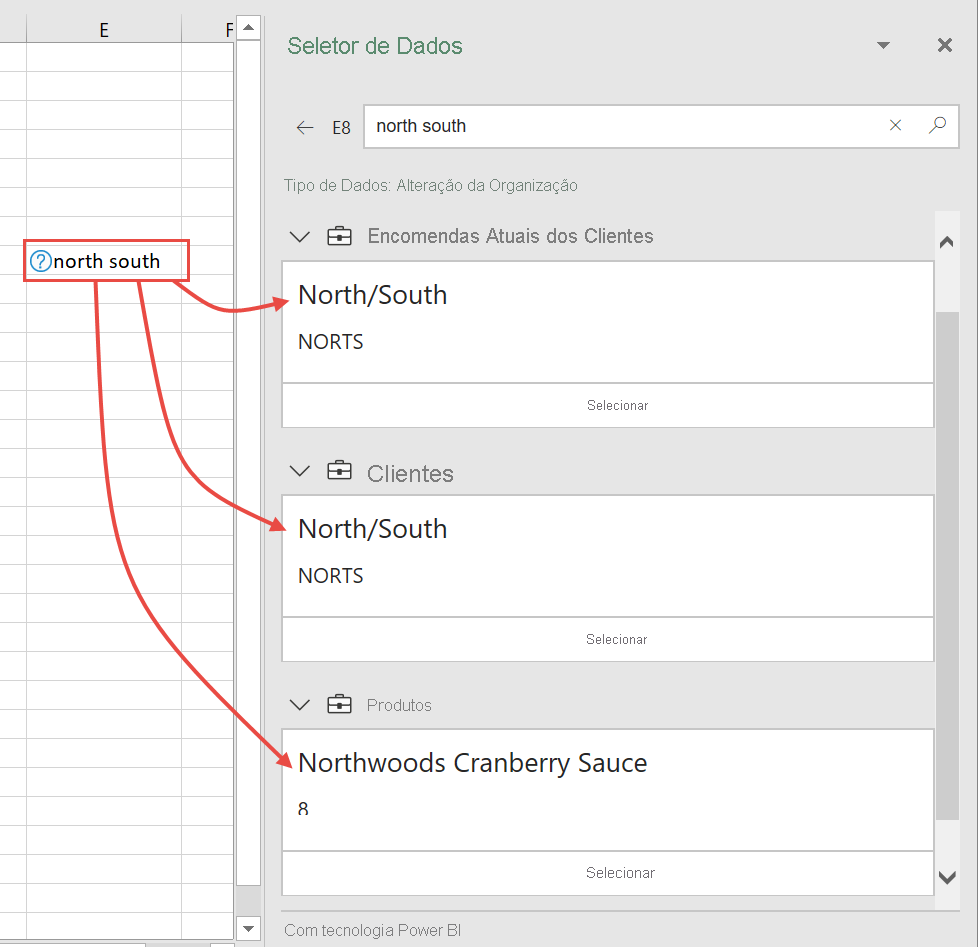 E
F
north south
Seletor de Dados
E8
north south
Tipo de Dados: Alteração da Organização
Encomendas Atuais dos Clientes
North/South
NORTS
Selecionar
Clientes
North/South
NORTS
Selecionar
Produtos
Northwoods Cranberry Sauce
8
Selecionar
Com tecnologia Power BI